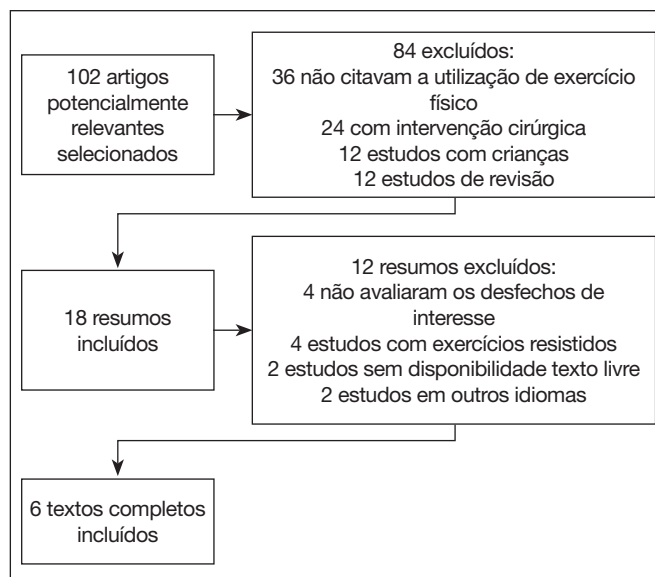 102 artigos
potencialmente
relevantes
selecionados
84 excluídos:
36 não citavam a utilização de exercício
físico
24 com intervenção cirúrgica
12 estudos com crianças
12 estudos de revisão
18 resumos
incluídos
12 resumos excluídos:
4 não avaliaram os desfechos de
interesse
4 estudos com exercícios resistidos
2 estudos sem disponibilidade texto livre
2 estudos em outros idiomas
6 textos completos
incluídos